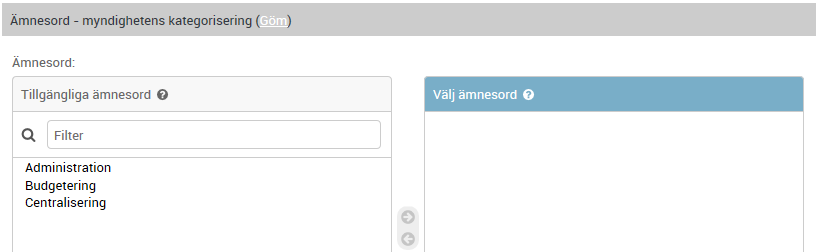 Ämnesord - myndighetens kategorisering (Göm)
Ämnesord:
Tillgängliga ämnesord ?
Filter
Administration
Budgetering
Centralisering
Välj ämnesord ?